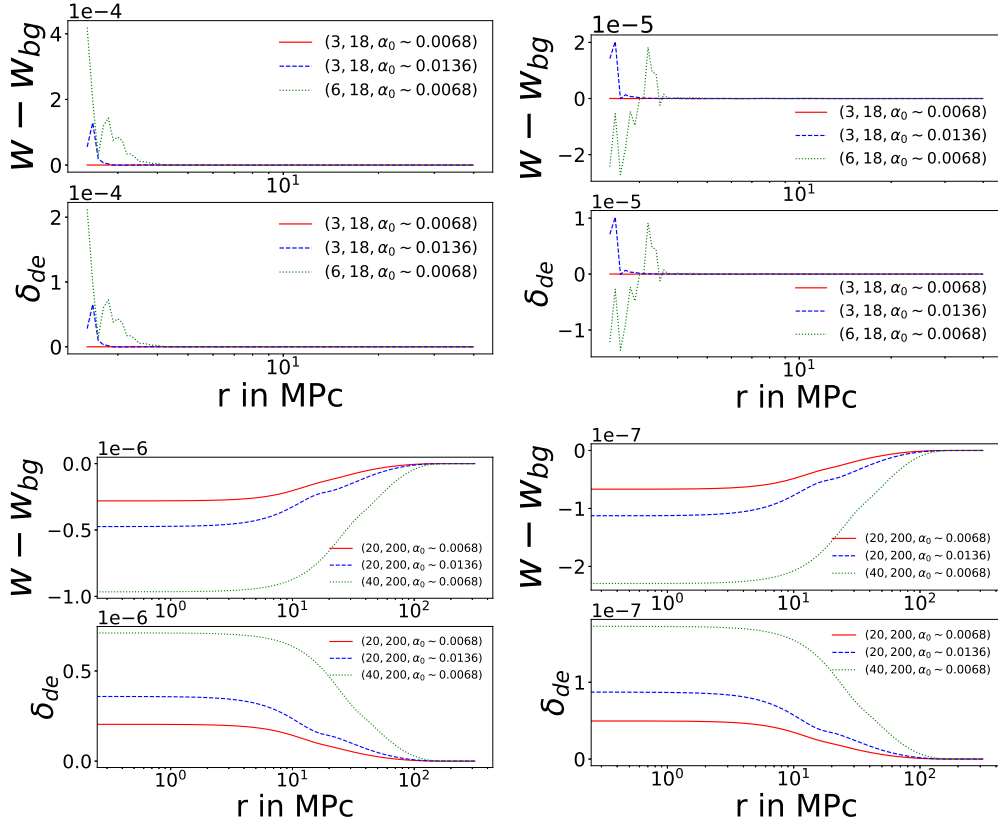 1e−4
w − w_bg
4
2
0
(3, 18, α₀ ∼ 0.0068)
(3, 18, α₀ ∼ 0.0136)
(6, 18, α₀ ∼ 0.0068)
10¹
1e−4
δ_de
2
1
0
(3, 18, α₀ ∼ 0.0068)
(3, 18, α₀ ∼ 0.0136)
(6, 18, α₀ ∼ 0.0068)
10¹
r in MPc
1e−5
w − w_bg
2
0
−2
(3, 18, α₀ ∼ 0.0068)
(3, 18, α₀ ∼ 0.0136)
(6, 18, α₀ ∼ 0.0068)
10¹
1e−5
δ_de
1
0
−1
(3, 18, α₀ ∼ 0.0068)
(3, 18, α₀ ∼ 0.0136)
(6, 18, α₀ ∼ 0.0068)
10¹
r in MPc
1e−6
w − w_bg
0.0
−0.5
−1.0
(20, 200, α₀ ∼ 0.0068)
(20, 200, α₀ ∼ 0.0136)
(40, 200, α₀ ∼ 0.0068)
10⁰ 10¹ 10²
1e−6
δ_de
0.5
0.0
(20, 200, α₀ ∼ 0.0068)
(20, 200, α₀ ∼ 0.0136)
(40, 200, α₀ ∼ 0.0068)
10⁰ 10¹ 10²
r in MPc
1e−7
w − w_bg
0
−1
−2
(20, 200, α₀ ∼ 0.0068)
(20, 200, α₀ ∼ 0.0136)
(40, 200, α₀ ∼ 0.0068)
10⁰ 10¹ 10²
1e−7
δ_de
1
0
(20, 200, α₀ ∼ 0.0068)
(20, 200, α₀ ∼ 0.0136)
(40, 200, α₀ ∼ 0.0068)
10⁰ 10¹ 10²
r in MPc